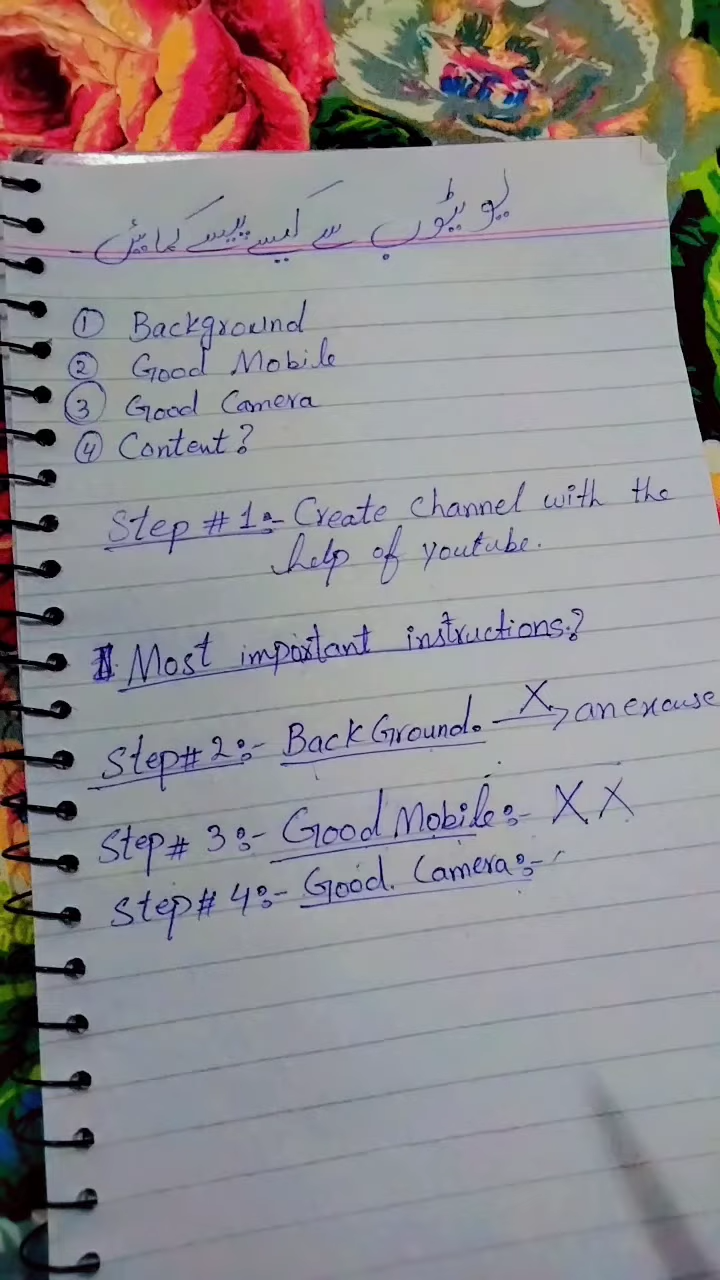 یوٹیوب سے کیسے پیسے کمائیں -
① Background
② Good Mobile
③ Good Camera
④ Content?
Step # 1:- Create channel with the
help of youtube.
Most important instructions:?
Step# 2:- BackGround. X → an excuse
Step# 3:- Good Mobile:- X X
Step# 4:- Good. Camera:-